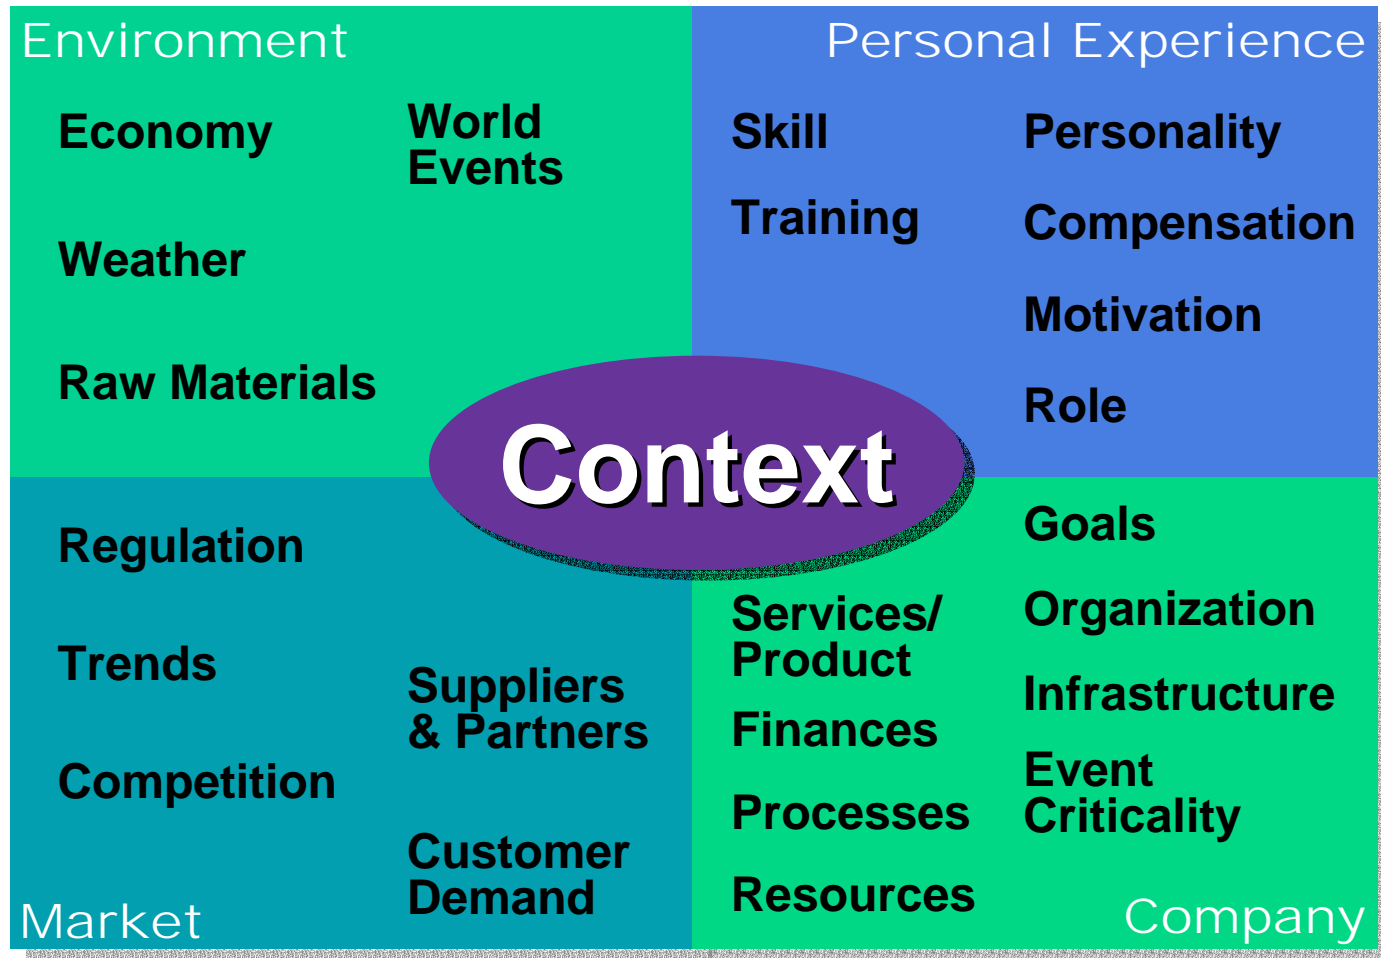 Environment
Economy
World
Events
Weather
Raw Materials
Personal Experience
Skill
Personality
Training
Compensation
Motivation
Role
Context
Regulation
Trends
Suppliers
& Partners
Competition
Customer
Demand
Market
Goals
Services/
Product
Organization
Infrastructure
Finances
Event
Criticality
Processes
Resources
Company